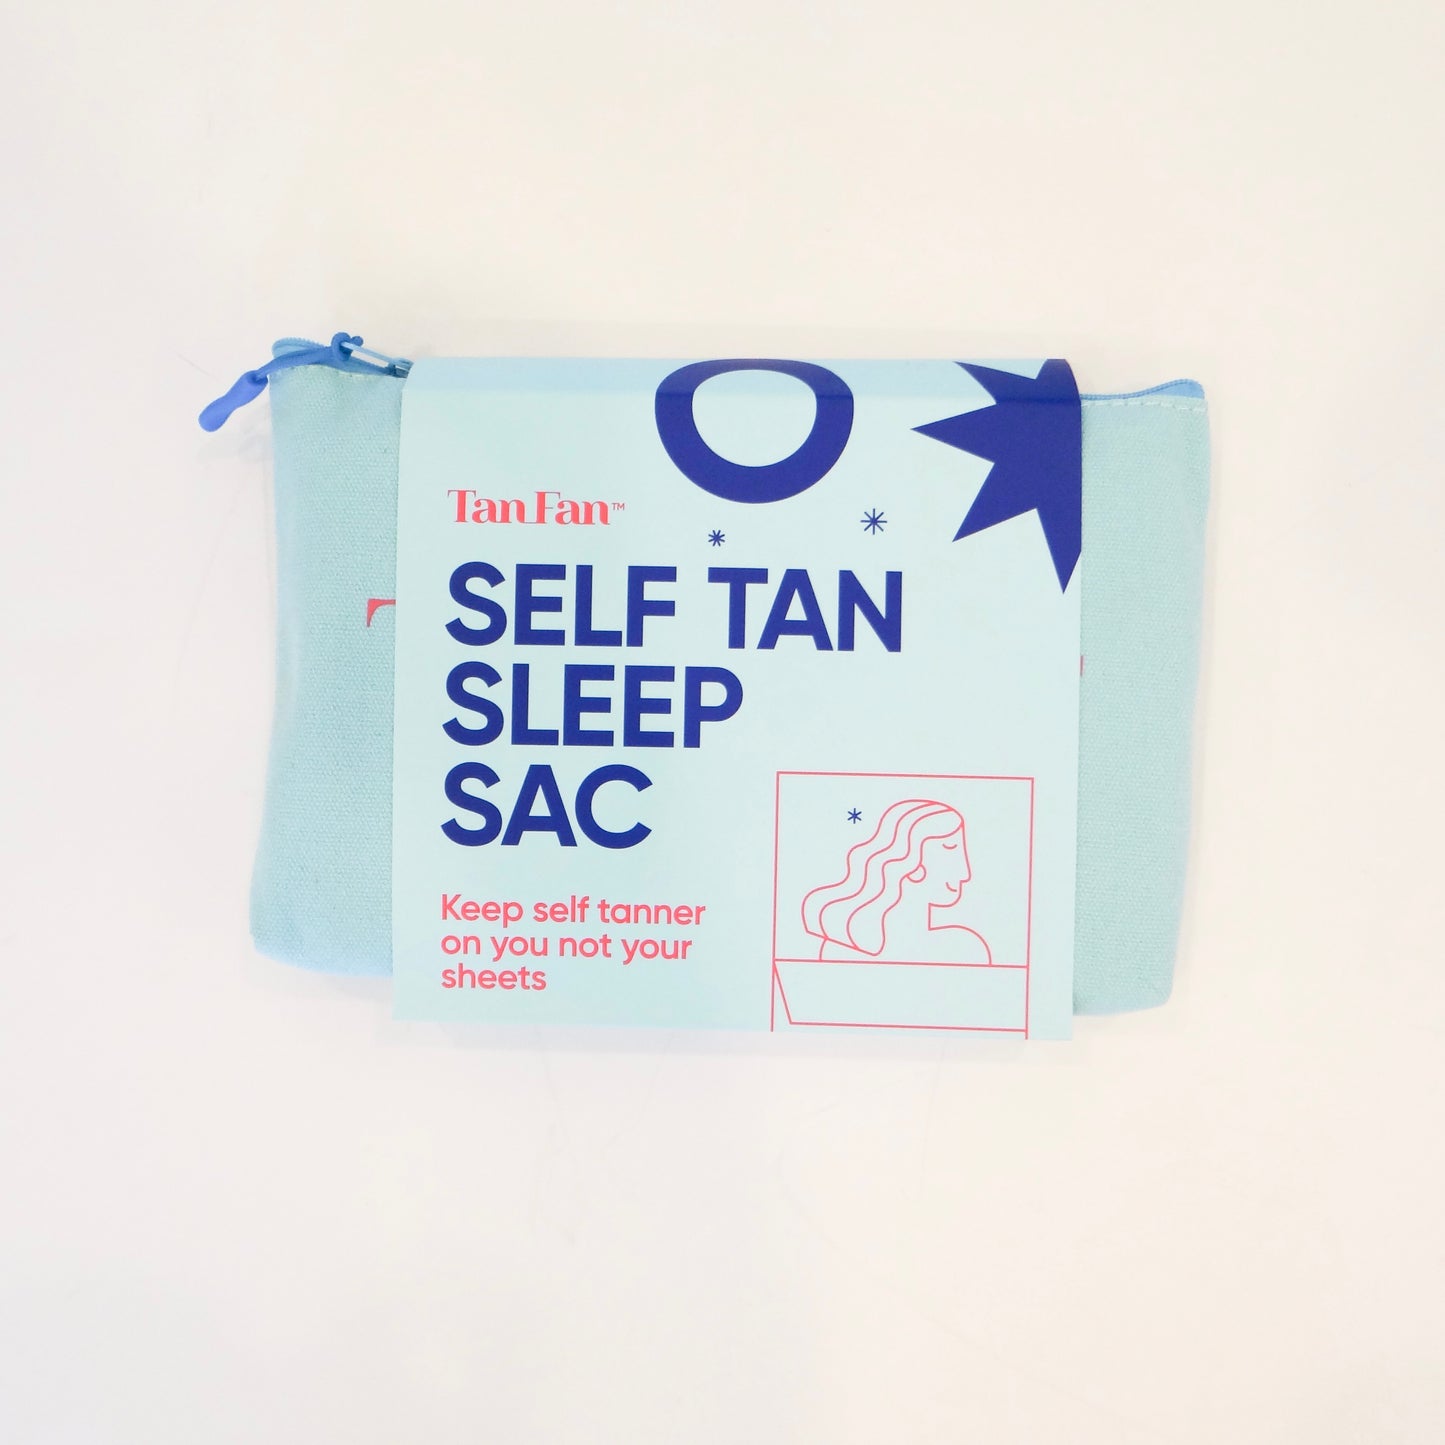 Tan Fan™
SELF TAN
SLEEP
SAC
Keep self tanner
on you not your
sheets